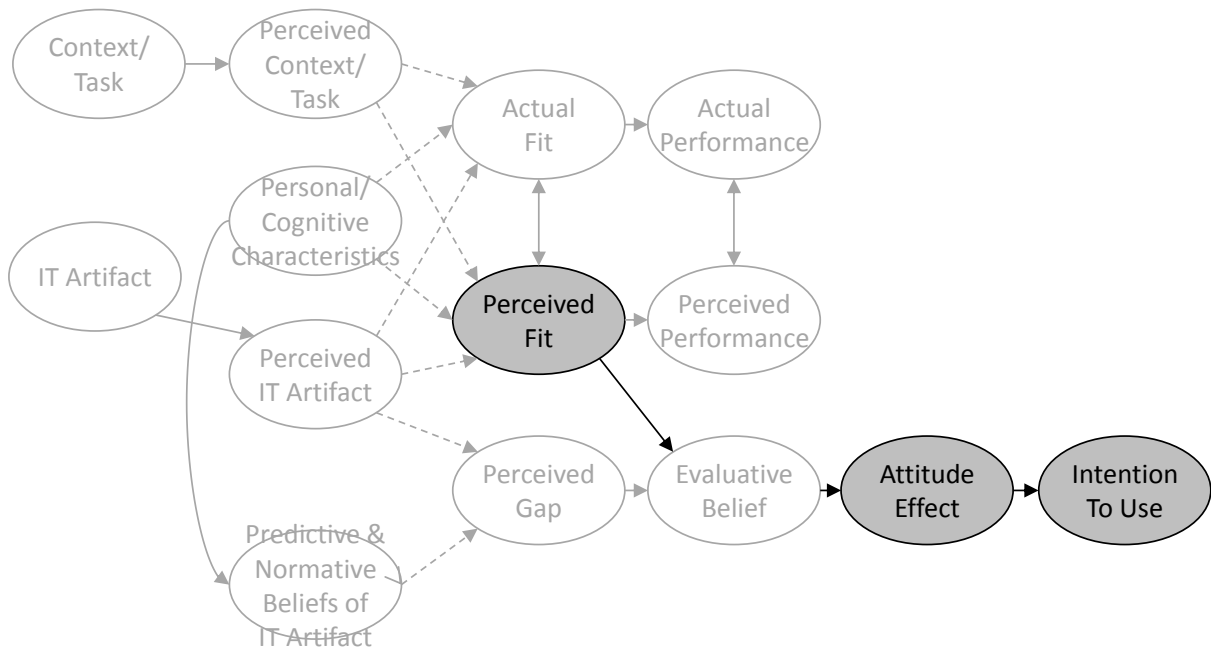 Context/
Task
Perceived
Context/
Task
Actual
Fit
Actual
Performance
Personal/
Cognitive
Characteristics
IT Artifact
Perceived
Fit
Perceived
Performance
Perceived
IT Artifact
Perceived
Gap
Evaluative
Belief
Attitude
Effect
Intention
To Use
Predictive &
Normative
Beliefs of
IT Artifact